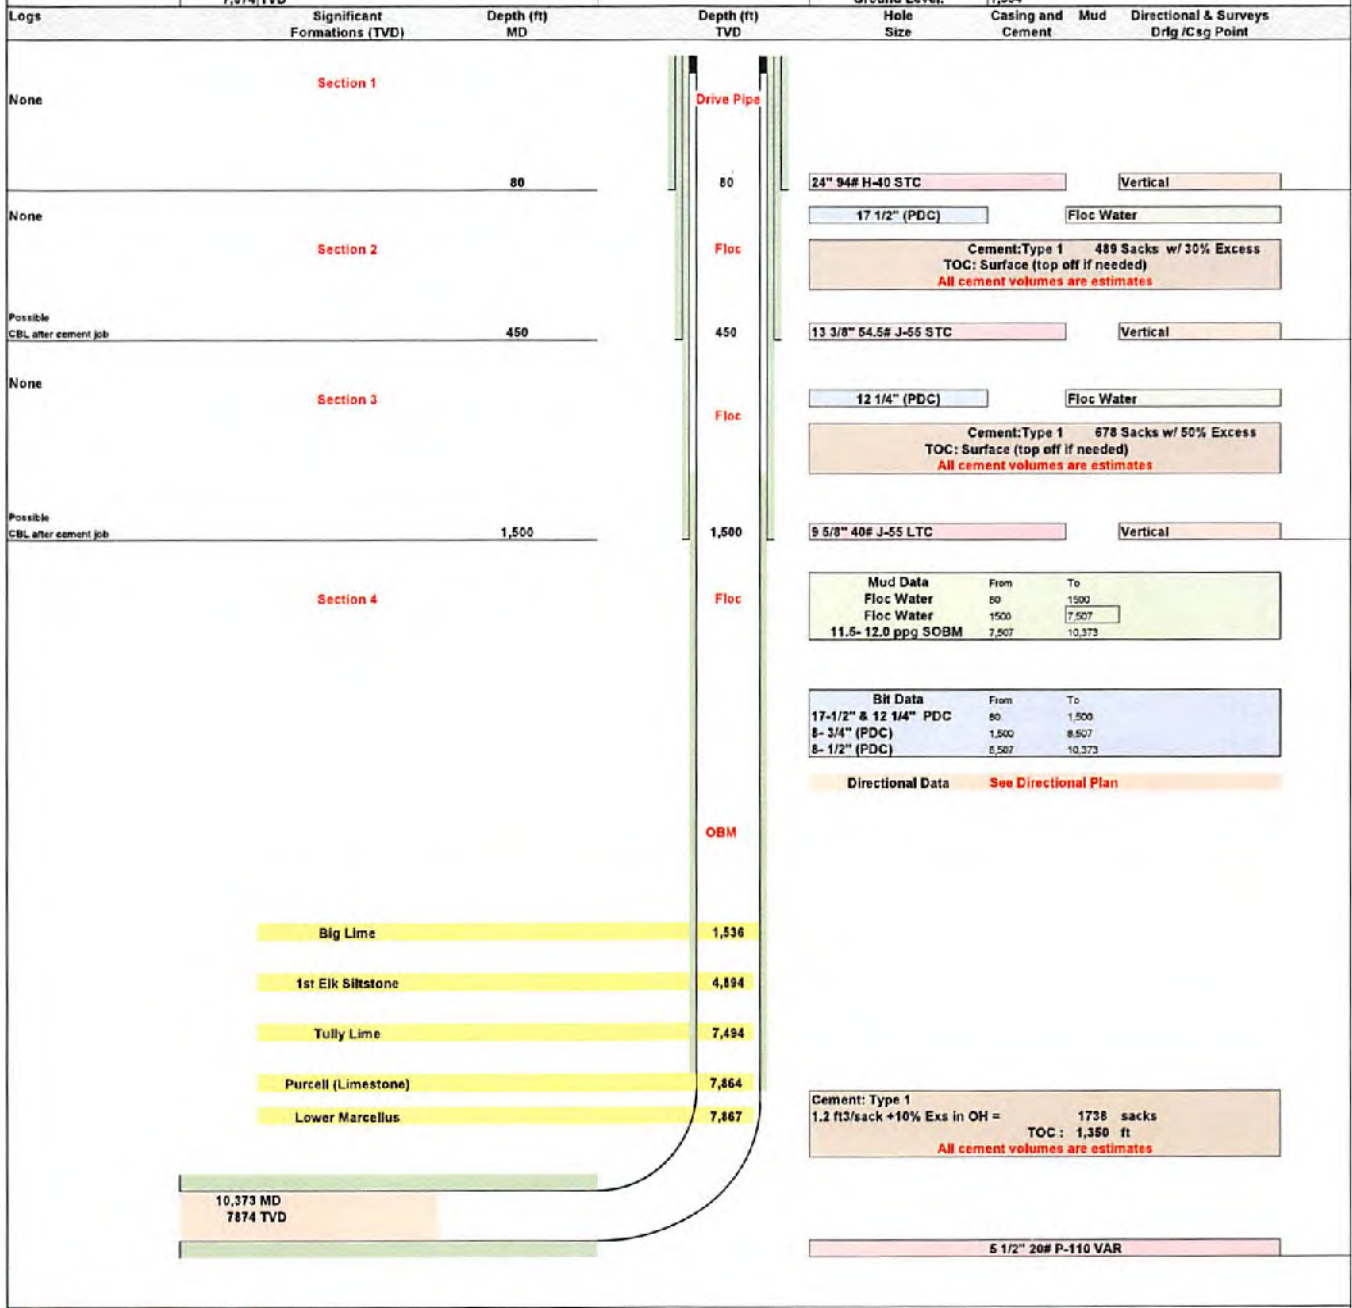 7,874 TVD
Ground Level:
Logs Significant Depth (ft) Depth (ft) Hole Casing and Mud Directional & Surveys
Formations (TVD) MD TVD Size Cement Drlg /Csg Point
Section 1
None
Drive Pipe
80 80 24" 94# H-40 STC Vertical
None 17 1/2" (PDC) Floc Water
Section 2 Floc Cement:Type 1 489 Sacks w/ 30% Excess
TOC: Surface (top off if needed)
All cement volumes are estimates
Possible
CBL after cement job 450 450 13 3/8" 54.5# J-55 STC Vertical
None
Section 3 12 1/4" (PDC) Floc Water
Floc
Cement:Type 1 678 Sacks w/ 50% Excess
TOC: Surface (top off if needed)
All cement volumes are estimates
Possible
CBL after cement job 1,500 1,500 9 5/8" 40# J-55 LTC Vertical
Mud Data From To
Section 4 Floc Floc Water 80 1500
Floc Water 1500 7,507
11.5- 12.0 ppg SOBM 7,507 10,373
Bit Data From To
17-1/2" & 12 1/4" PDC 80 1,500
8- 3/4" (PDC) 1,500 8,507
8- 1/2" (PDC) 8,507 10,373
Directional Data See Directional Plan
OBM
Big Lime 1,536
1st Elk Siltstone 4,894
Tully Lime 7,494
Purcell (Limestone) 7,864
Cement: Type 1
Lower Marcellus 7,867 1.2 ft3/sack +10% Exs in OH = 1738 sacks
TOC : 1,350 ft
All cement volumes are estimates
10,373 MD
7874 TVD
5 1/2" 20# P-110 VAR